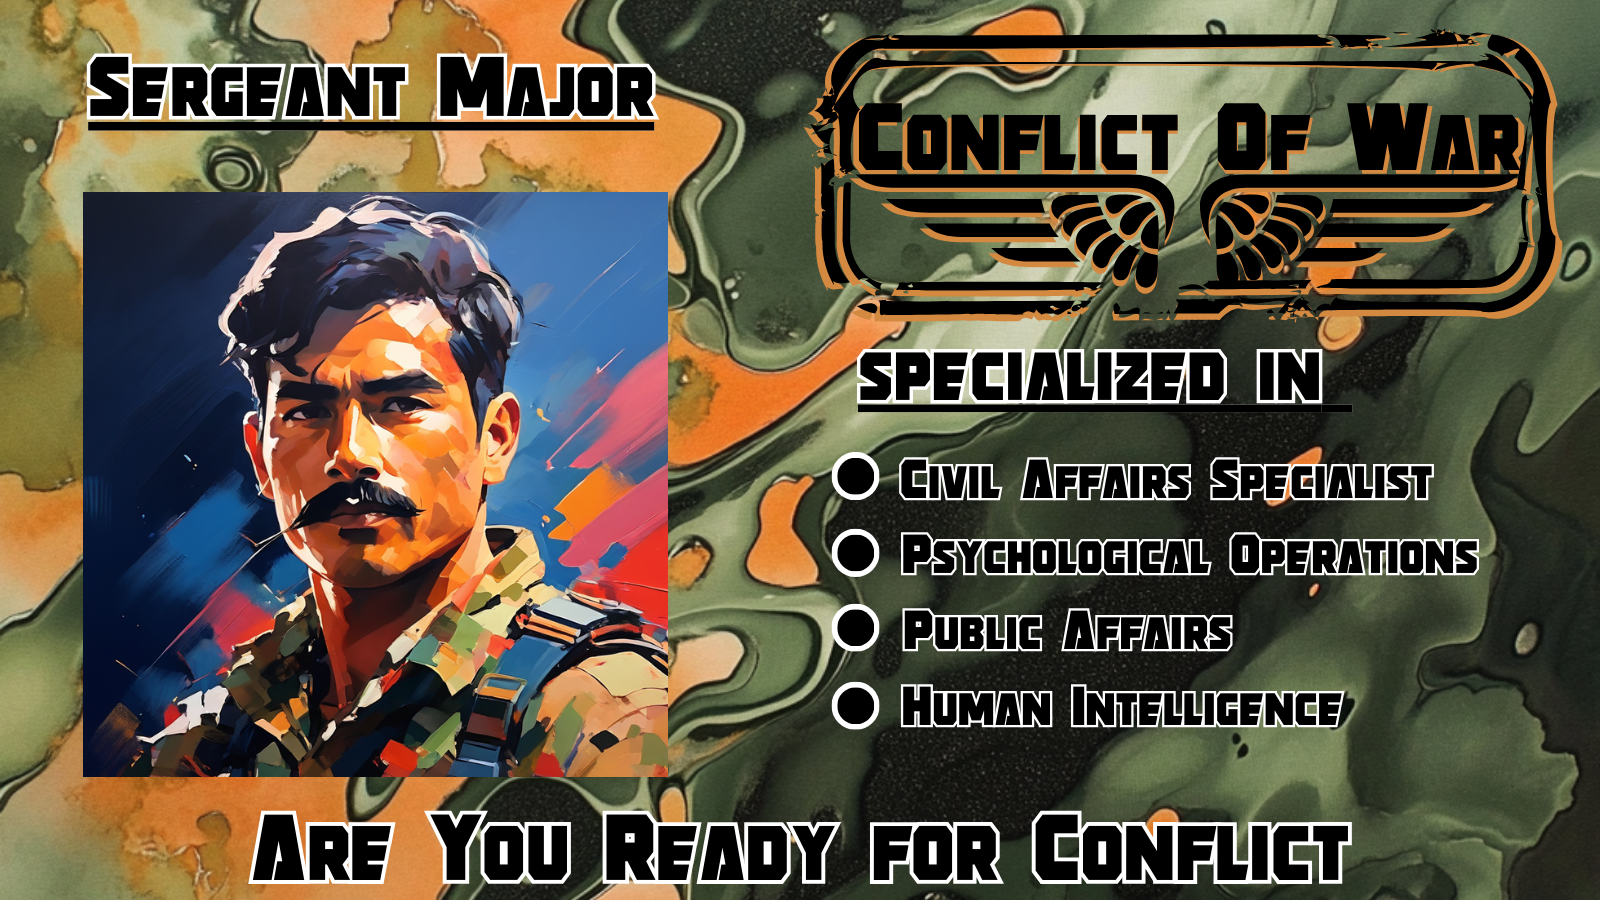 Sergeant Major
Conflict Of War
Specialized in
Civil Affairs Specialist
Psychological Operations
Public Affairs
Human Intelligence
Are You Ready for Conflict